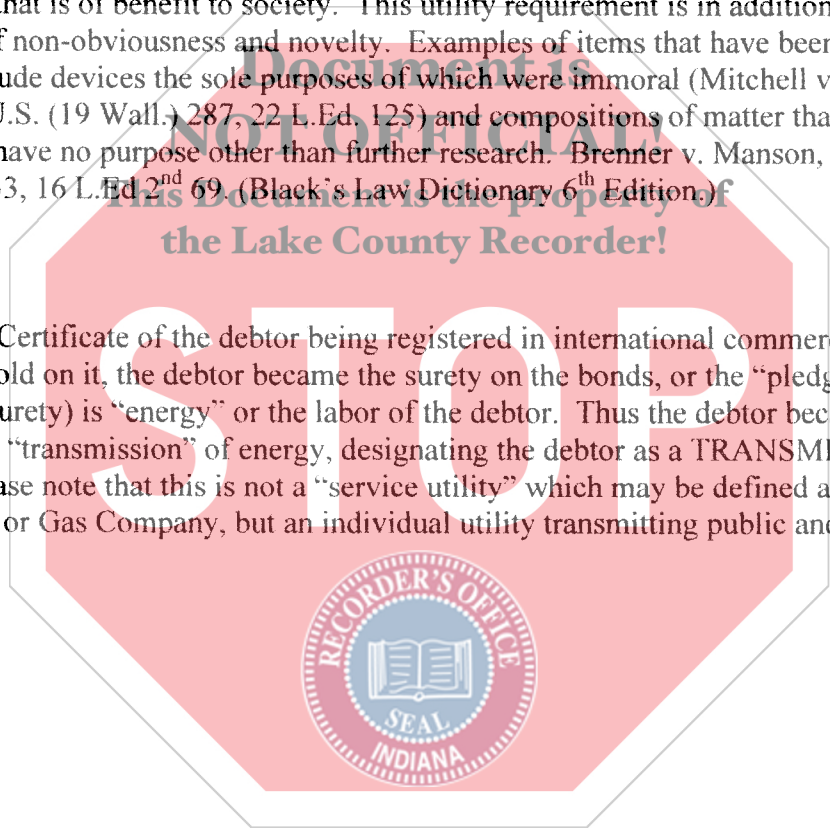 that is of benefit to society. This utility requirement is in addition
f non-obviousness and novelty. Examples of items that have been
Document is
ude devices the sole purposes of which were immoral (Mitchell v
J.S. (19 Wall.) 287, 22 L.Ed. 125) and compositions of matter tha
NOT OFFICIAL!
have no purpose other than further research. Brenner v. Manson,
3, 16 L.Ed 2nd 69. (Black's Law Dictionary 6th Edition.)
This Document is the property of
the Lake County Recorder!
STOP
Certificate of the debtor being registered in international commer
old on it, the debtor became the surety on the bonds, or the "pledg
urety) is "energy" or the labor of the debtor. Thus the debtor bec
"transmission" of energy, designating the debtor as a TRANSMI
ase note that this is not a "service utility" which may be defined a
or Gas Company, but an individual utility transmitting public and
RECORDER'S OFFICE
SEAL
INDIANA